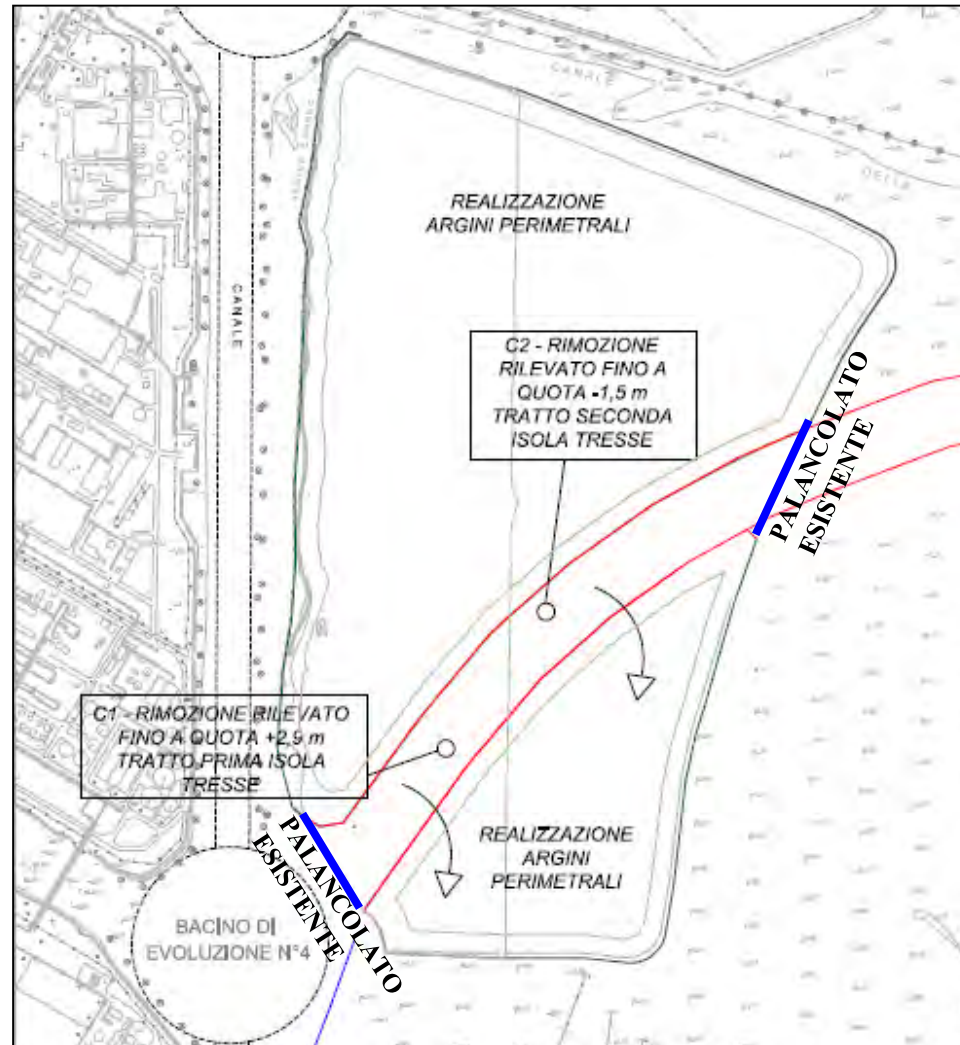 CANALE
DELLA
REALIZZAZIONE
ARGINI PERIMETRALI
CANALE
C2 - RIMOZIONE
RILEVATO FINO A
QUOTA -1,5 m
TRATTO SECONDA
ISOLA TRESSE
PALANCOLATO
ESISTENTE
C1 - RIMOZIONE RILEVATO
FINO A QUOTA +2,9 m
TRATTO PRIMA ISOLA
TRESSE
PALANCOLATO
ESISTENTE
REALIZZAZIONE
ARGINI
PERIMETRALI
BACINO DI
EVOLUZIONE N°4